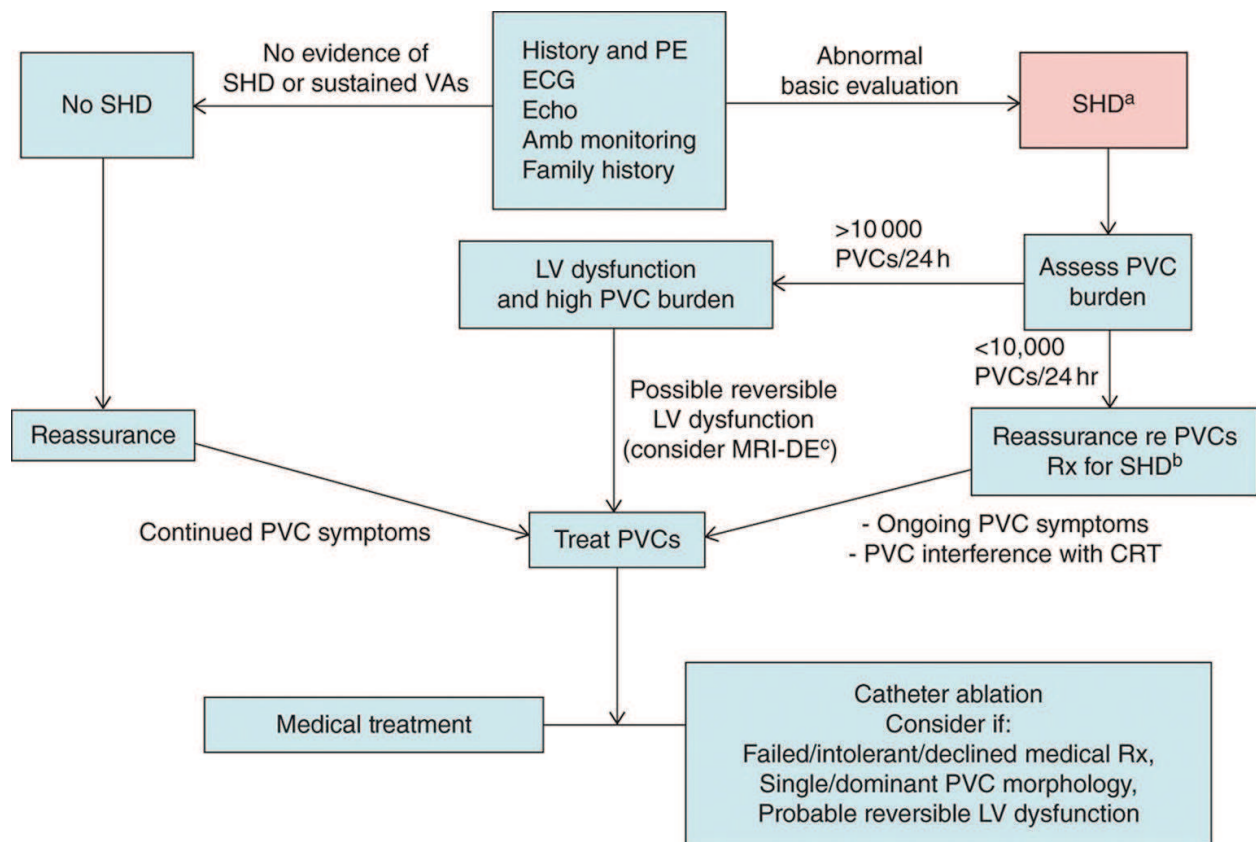 No evidence of
SHD or sustained VAs
History and PE
ECG
Echo
Amb monitoring
Family history
Abnormal
basic evaluation
No SHD
SHDᵃ
>10 000
PVCs/24 h
LV dysfunction
and high PVC burden
Assess PVC
burden
<10,000
PVCs/24 hr
Possible reversible
LV dysfunction
(consider MRI-DEᶜ)
Reassurance
Reassurance re PVCs
Rx for SHDᵇ
Continued PVC symptoms
Treat PVCs
- Ongoing PVC symptoms
- PVC interference with CRT
Medical treatment
Catheter ablation
Consider if:
Failed/intolerant/declined medical Rx,
Single/dominant PVC morphology,
Probable reversible LV dysfunction